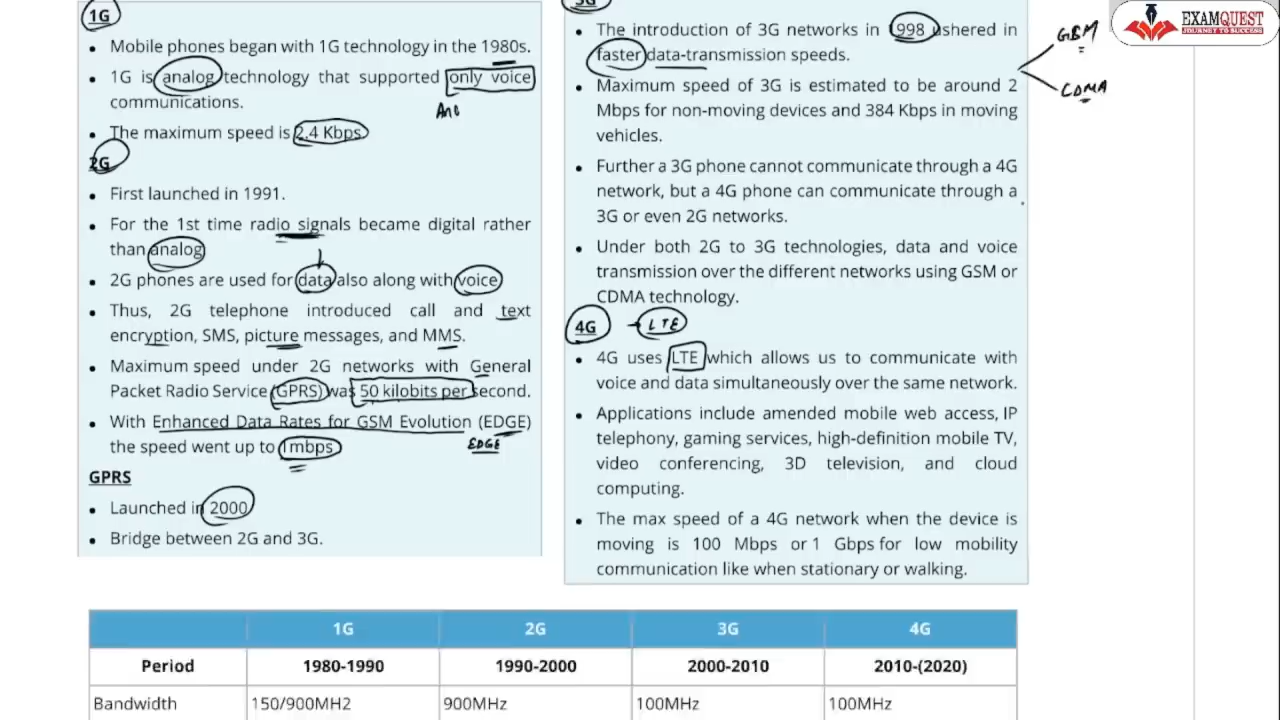 1G
• Mobile phones began with 1G technology in the 1980s.
• 1G is analog technology that supported only voice
communications.
Ano
• The maximum speed is 2.4 Kbps
2G
• First launched in 1991.
• For the 1st time radio signals became digital rather
than analog
• 2G phones are used for data also along with voice
• Thus, 2G telephone introduced call and text
encryption, SMS, picture messages, and MMS.
• Maximum speed under 2G networks with General
Packet Radio Service (GPRS) was 50 kilobits per second.
• With Enhanced Data Rates for GSM Evolution (EDGE)
the speed went up to 1mbps
EDGE
GPRS
• Launched in 2000
• Bridge between 2G and 3G.
3G
• The introduction of 3G networks in 1998 ushered in
faster data-transmission speeds.
GSM
CDMA
• Maximum speed of 3G is estimated to be around 2
Mbps for non-moving devices and 384 Kbps in moving
vehicles.
• Further a 3G phone cannot communicate through a 4G
network, but a 4G phone can communicate through a
3G or even 2G networks.
• Under both 2G to 3G technologies, data and voice
transmission over the different networks using GSM or
CDMA technology.
4G
LTE
• 4G uses LTE which allows us to communicate with
voice and data simultaneously over the same network.
• Applications include amended mobile web access, IP
telephony, gaming services, high-definition mobile TV,
video conferencing, 3D television, and cloud
computing.
• The max speed of a 4G network when the device is
moving is 100 Mbps or 1 Gbps for low mobility
communication like when stationary or walking.
EXAMQUEST
JOURNEY TO SUCCESS
1G 2G 3G 4G
Period 1980-1990 1990-2000 2000-2010 2010-(2020)
Bandwidth 150/900MH2 900MHz 100MHz 100MHz